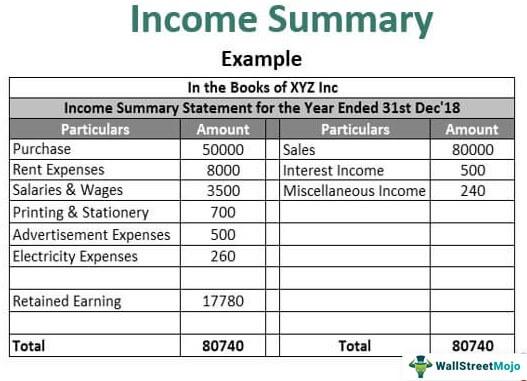 Income Summary
Example
In the Books of XYZ Inc
Income Summary Statement for the Year Ended 31st Dec'18
Particulars Amount Particulars Amount
Purchase 50000 Sales 80000
Rent Expenses 8000 Interest Income 500
Salaries & Wages 3500 Miscellaneous Income 240
Printing & Stationery 700
Advertisement Expenses 500
Electricity Expenses 260
Retained Earning 17780
Total 80740 Total 80740
WallStreetMojo